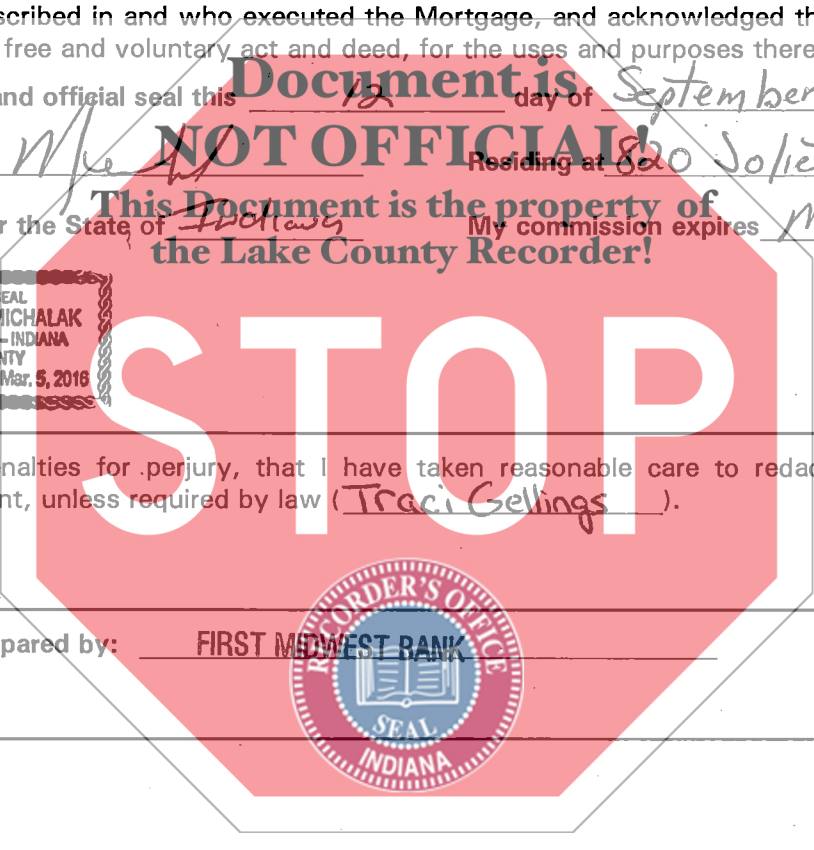 scribed in and who executed the Mortgage, and acknowledged th
free and voluntary act and deed, for the uses and purposes there
Document is
and official seal this 12 day of September
NOT OFFICIAL!
Residing at 820 Jolie
This Document is the property of
r the State of Indiana My commission expires M
the Lake County Recorder!
SEAL
MICHALAK
- INDIANA
NTY
Mar. 5, 2016
STOP
nalties for perjury, that I have taken reasonable care to redac
nt, unless required by law ( Traci Gellings ).
RECORDER'S OFFICE
pared by: FIRST MIDWEST BANK
SEAL
INDIANA